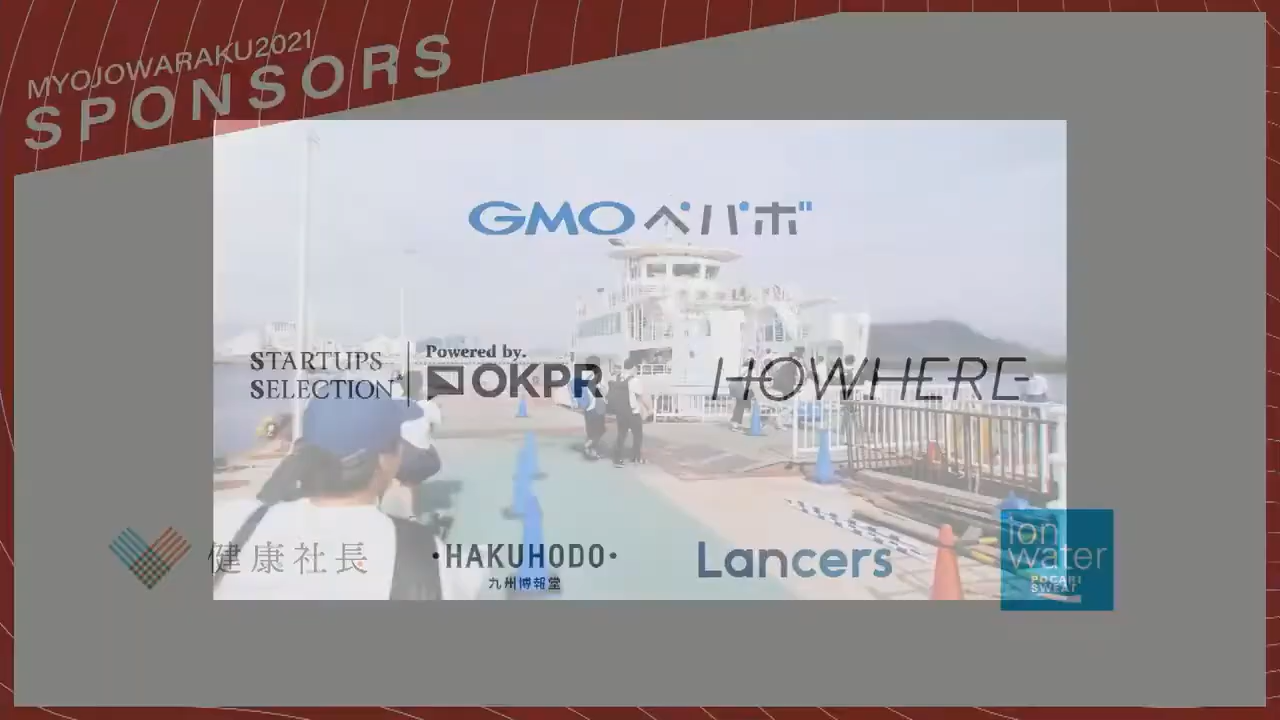 MYOJOWARAKU2021
SPONSORS
GMOペパボ
STARTUPS
SELECTION
Powered by.
OKPR
HOWHERE
健康社長
・HAKUHODO・
九州博報堂
Lancers
ion
water
POCARI
SWEAT